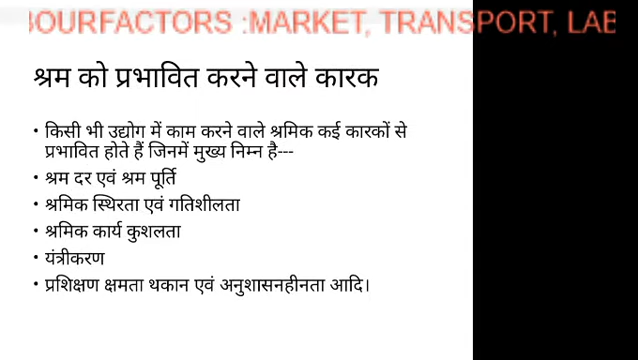 BOURFACTORS :MARKET, TRANSPORT, LAB
श्रम को प्रभावित करने वाले कारक
• किसी भी उद्योग में काम करने वाले श्रमिक कई कारकों से
प्रभावित होते हैं जिनमें मुख्य निम्न है---
• श्रम दर एवं श्रम पूर्ति
• श्रमिक स्थिरता एवं गतिशीलता
• श्रमिक कार्य कुशलता
• यंत्रीकरण
• प्रशिक्षण क्षमता थकान एवं अनुशासनहीनता आदि।